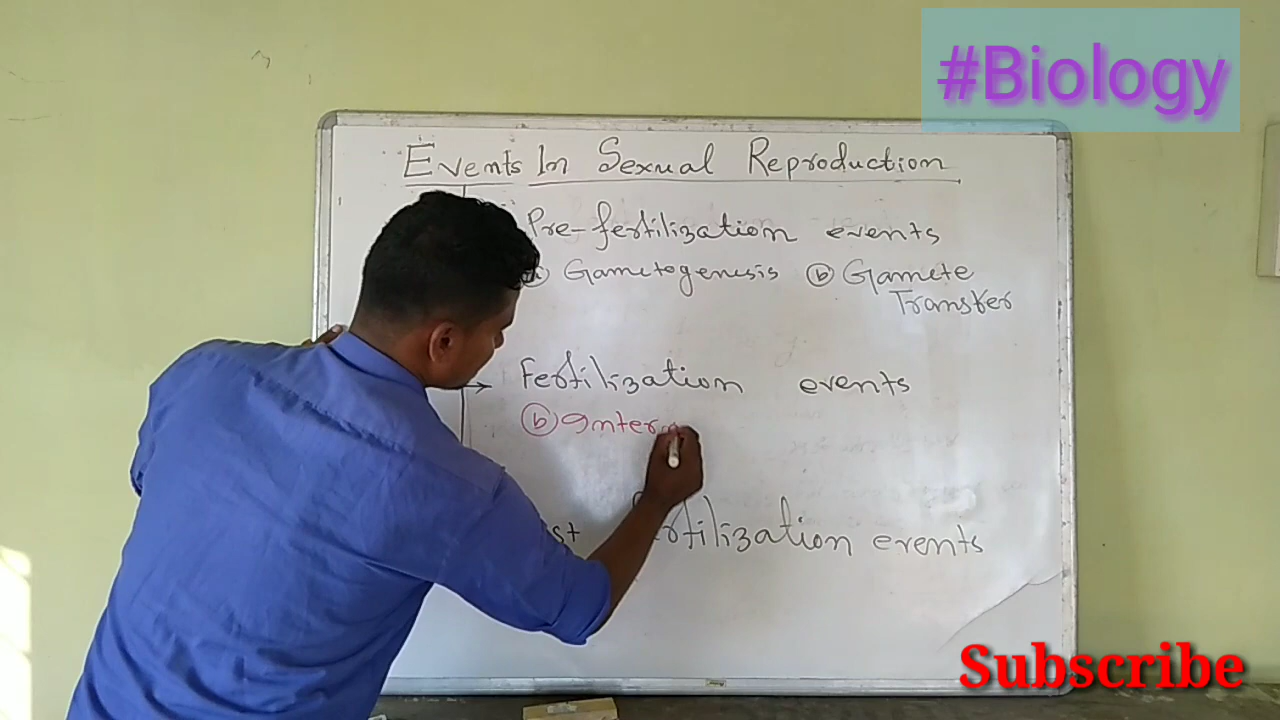 #Biology
Events In Sexual Reproduction
Pre-fertilization events
(a) Gametogenesis (b) Gamete
Transfer
Fertilization events
(b) Inter
fertilization events
Subscribe